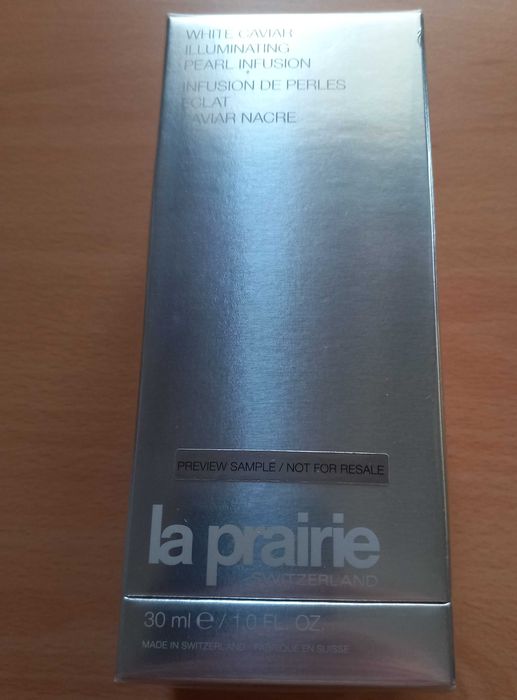 WHITE CAVIAR
ILLUMINATING
PEARL INFUSION
INFUSION DE PERLES
ECLAT
CAVIAR NACRE
PREVIEW SAMPLE / NOT FOR RESALE
la prairie
SWITZERLAND
30 ml e / 1.0 FL. OZ.
MADE IN SWITZERLAND - FABRIQUE EN SUISSE